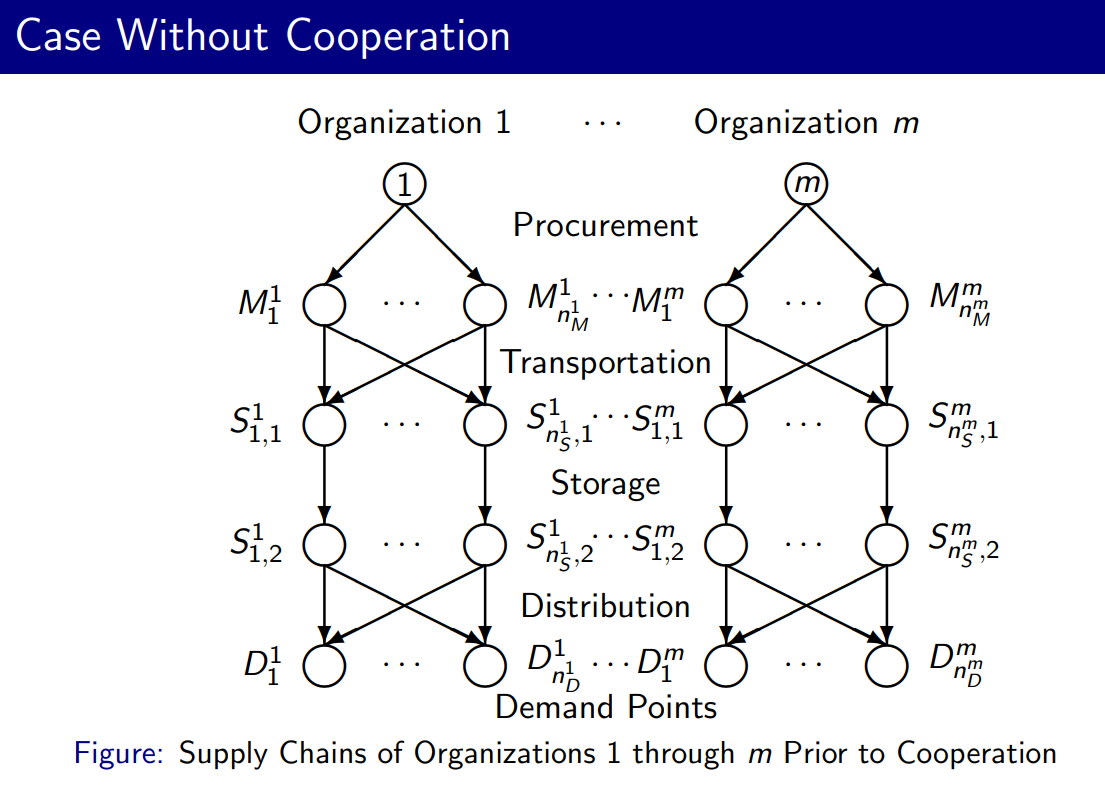 Case Without Cooperation
Organization 1 ··· Organization m
1 m
Procurement
M^1_1 ··· M^1_{n^1_M} ··· M^m_1 ··· M^m_{n^m_M}
Transportation
S^1_{1,1} ··· S^1_{n^1_S,1} ··· S^m_{1,1} ··· S^m_{n^m_S,1}
Storage
S^1_{1,2} ··· S^1_{n^1_S,2} ··· S^m_{1,2} ··· S^m_{n^m_S,2}
Distribution
D^1_1 ··· D^1_{n^1_D} ··· D^m_1 ··· D^m_{n^m_D}
Demand Points
Figure: Supply Chains of Organizations 1 through m Prior to Cooperation